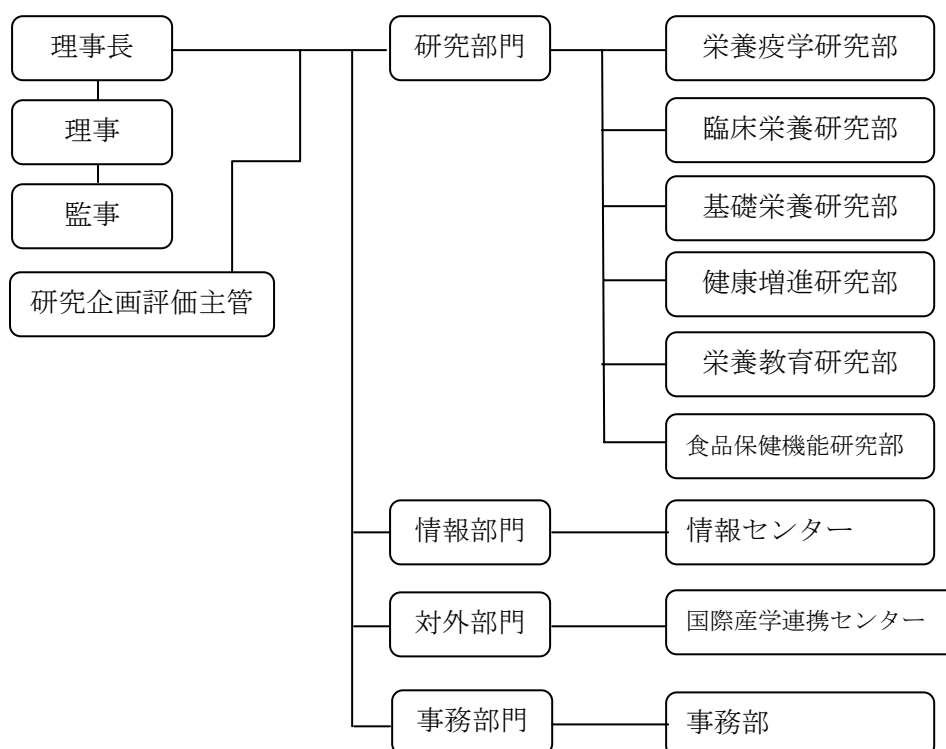 理事長
理事
監事
研究企画評価主管
研究部門
栄養疫学研究部
臨床栄養研究部
基礎栄養研究部
健康増進研究部
栄養教育研究部
食品保健機能研究部
情報部門
情報センター
対外部門
国際産学連携センター
事務部門
事務部